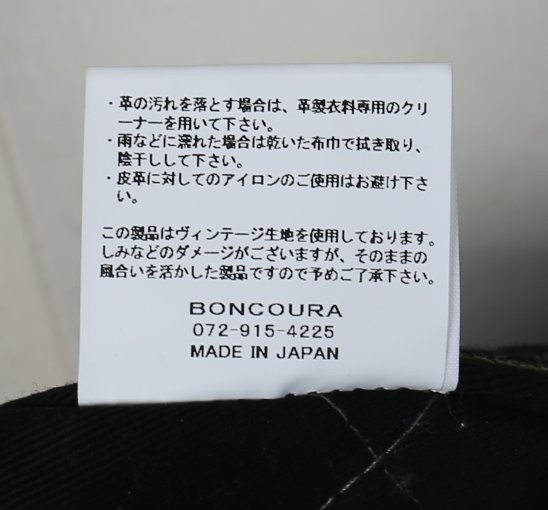 ・革の汚れを落とす場合は、革製衣料専用のクリ
ーナーを用いて下さい。
・雨などに濡れた場合は乾いた布巾で拭き取り、
陰干しして下さい。
・皮革に対してのアイロンのご使用はお避け下さ
い。
この製品はヴィンテージ生地を使用しております。
しみなどのダメージがございますが、そのままの
風合いを活かした製品ですので予めご了承下さい。
BONCOURA
072-915-4225
MADE IN JAPAN